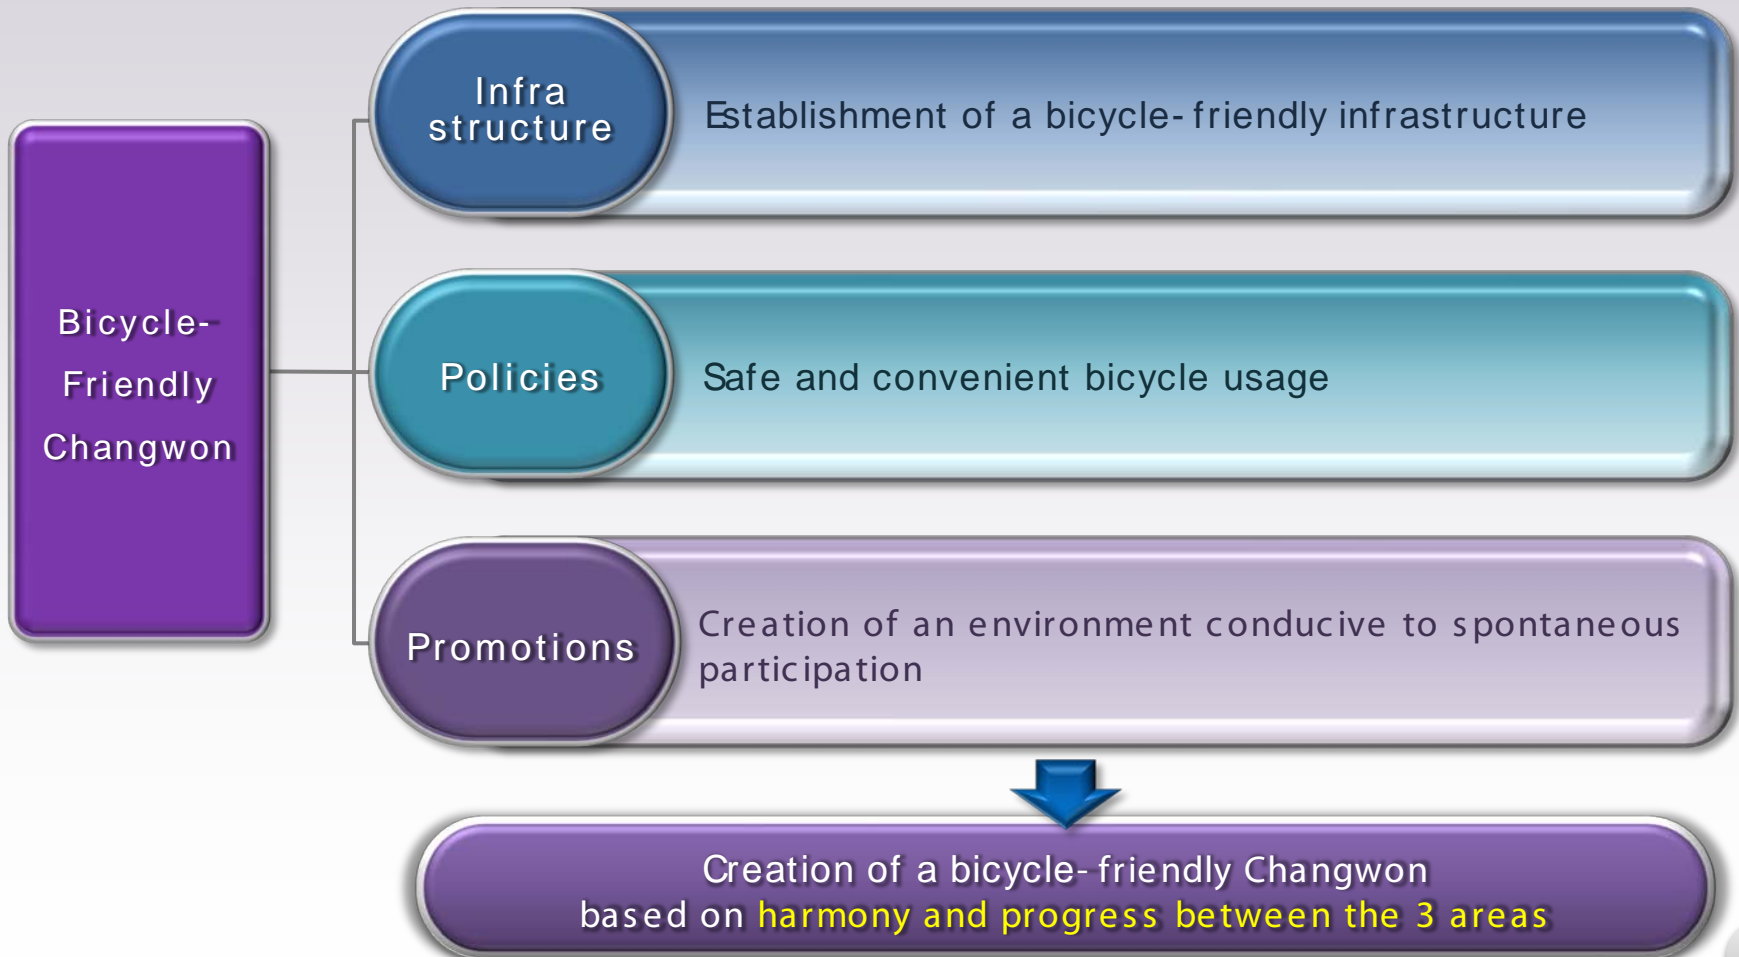 Bicycle-
Friendly
Changwon
Infra
structure
Establishment of a bicycle- friendly infrastructure
Policies
Safe and convenient bicycle usage
Promotions
Creation of an environment conducive to spontaneous
participation
Creation of a bicycle- friendly Changwon
based on harmony and progress between the 3 areas